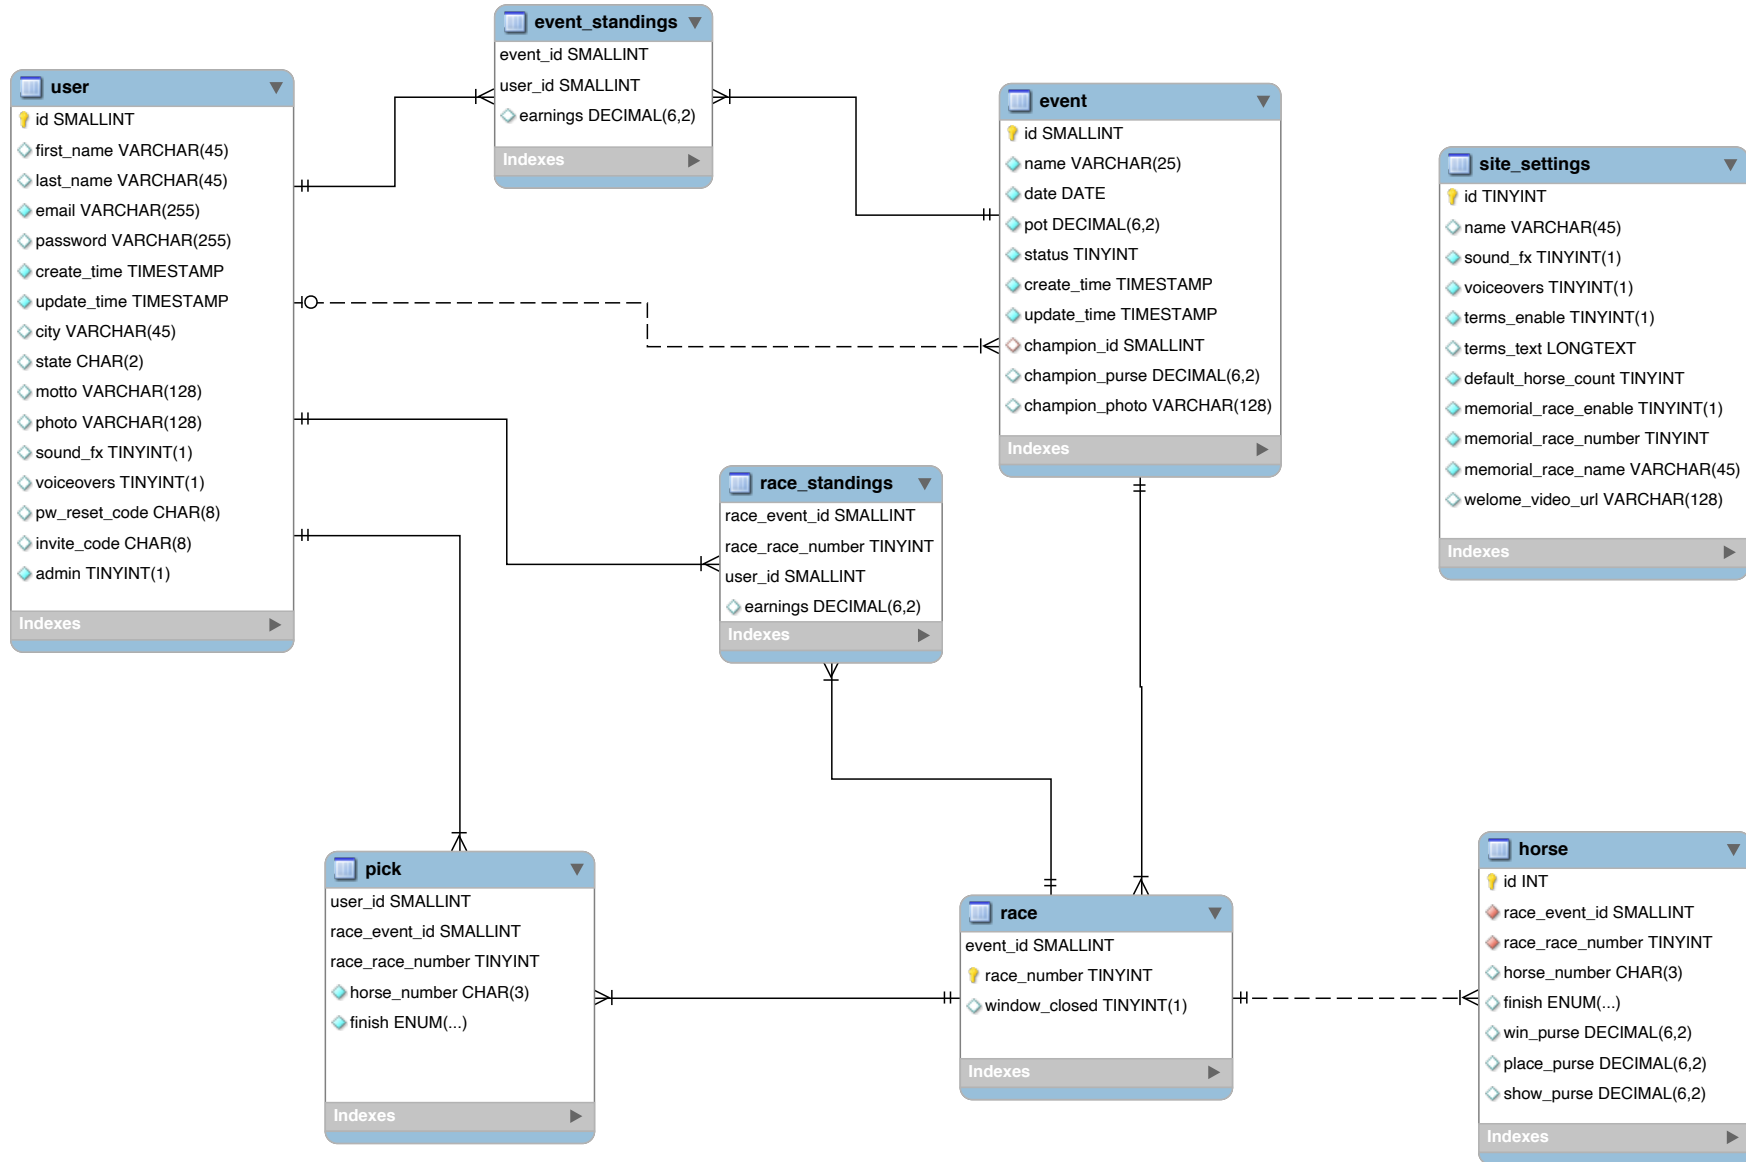 event_standings
event_id SMALLINT
user_id SMALLINT
earnings DECIMAL(6,2)
Indexes
user
id SMALLINT
first_name VARCHAR(45)
last_name VARCHAR(45)
email VARCHAR(255)
password VARCHAR(255)
create_time TIMESTAMP
update_time TIMESTAMP
city VARCHAR(45)
state CHAR(2)
motto VARCHAR(128)
photo VARCHAR(128)
sound_fx TINYINT(1)
voiceovers TINYINT(1)
pw_reset_code CHAR(8)
invite_code CHAR(8)
admin TINYINT(1)
Indexes
event
id SMALLINT
name VARCHAR(25)
date DATE
pot DECIMAL(6,2)
status TINYINT
create_time TIMESTAMP
update_time TIMESTAMP
champion_id SMALLINT
champion_purse DECIMAL(6,2)
champion_photo VARCHAR(128)
Indexes
site_settings
id TINYINT
name VARCHAR(45)
sound_fx TINYINT(1)
voiceovers TINYINT(1)
terms_enable TINYINT(1)
terms_text LONGTEXT
default_horse_count TINYINT
memorial_race_enable TINYINT(1)
memorial_race_number TINYINT
memorial_race_name VARCHAR(45)
welome_video_url VARCHAR(128)
Indexes
race_standings
race_event_id SMALLINT
race_race_number TINYINT
user_id SMALLINT
earnings DECIMAL(6,2)
Indexes
pick
user_id SMALLINT
race_event_id SMALLINT
race_race_number TINYINT
horse_number CHAR(3)
finish ENUM(...)
Indexes
race
event_id SMALLINT
race_number TINYINT
window_closed TINYINT(1)
Indexes
horse
id INT
race_event_id SMALLINT
race_race_number TINYINT
horse_number CHAR(3)
finish ENUM(...)
win_purse DECIMAL(6,2)
place_purse DECIMAL(6,2)
show_purse DECIMAL(6,2)
Indexes